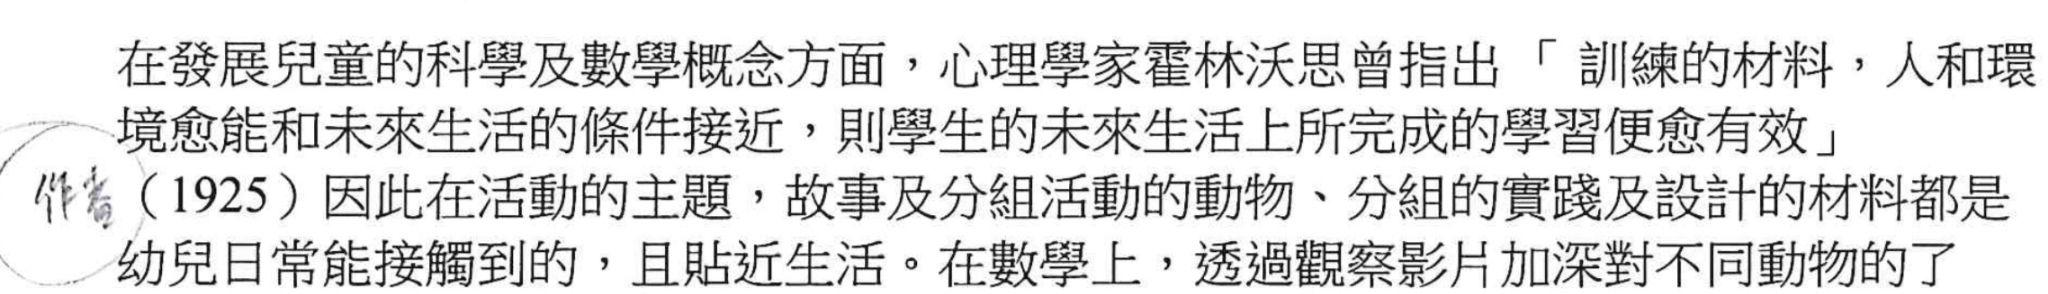 在發展兒童的科學及數學概念方面，心理學家霍林沃思曾指出「 訓練的材料，人和環
境愈能和未來生活的條件接近，則學生的未來生活上所完成的學習便愈有效」
作者
（1925）因此在活動的主題，故事及分組活動的動物、分組的實踐及設計的材料都是
幼兒日常能接觸到的，且貼近生活。在數學上，透過觀察影片加深對不同動物的了